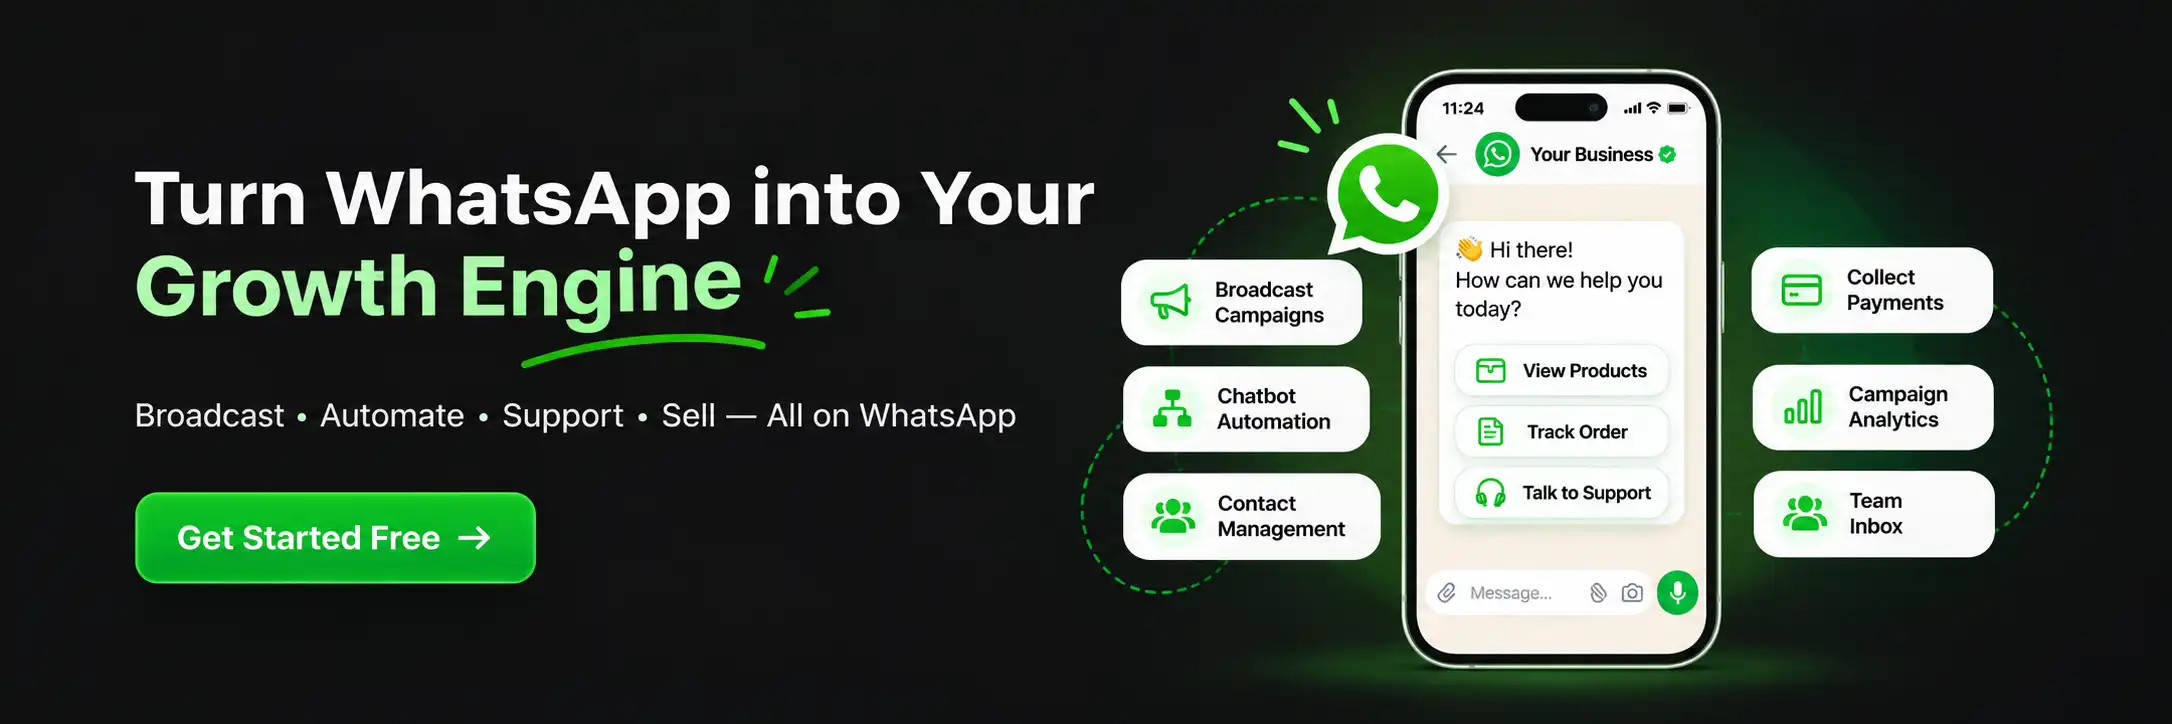 Turn WhatsApp into Your
Growth Engine
Broadcast • Automate • Support • Sell — All on WhatsApp
Get Started Free →
Broadcast
Campaigns
Chatbot
Automation
Contact
Management
11:24
Your Business
👋 Hi there!
How can we help you
today?
View Products
Track Order
Talk to Support
Message...
Collect
Payments
Campaign
Analytics
Team
Inbox